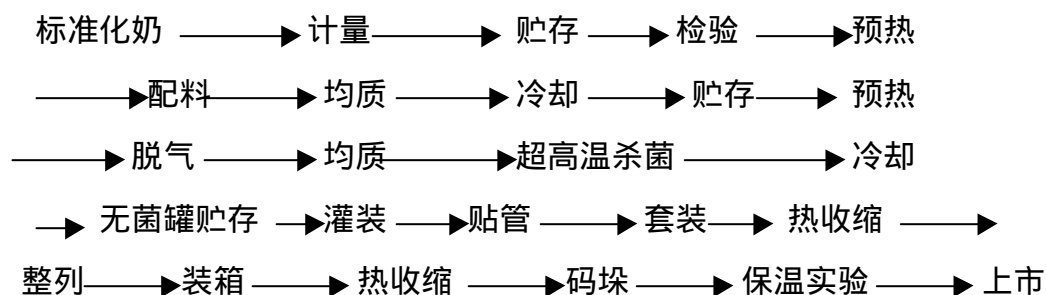 标准化奶 计量 贮存 检验 预热
配料 均质 冷却 贮存 预热
脱气 均质 超高温杀菌 冷却
无菌罐贮存 灌装 贴管 套装 热收缩
整列 装箱 热收缩 码垛 保温实验 上市